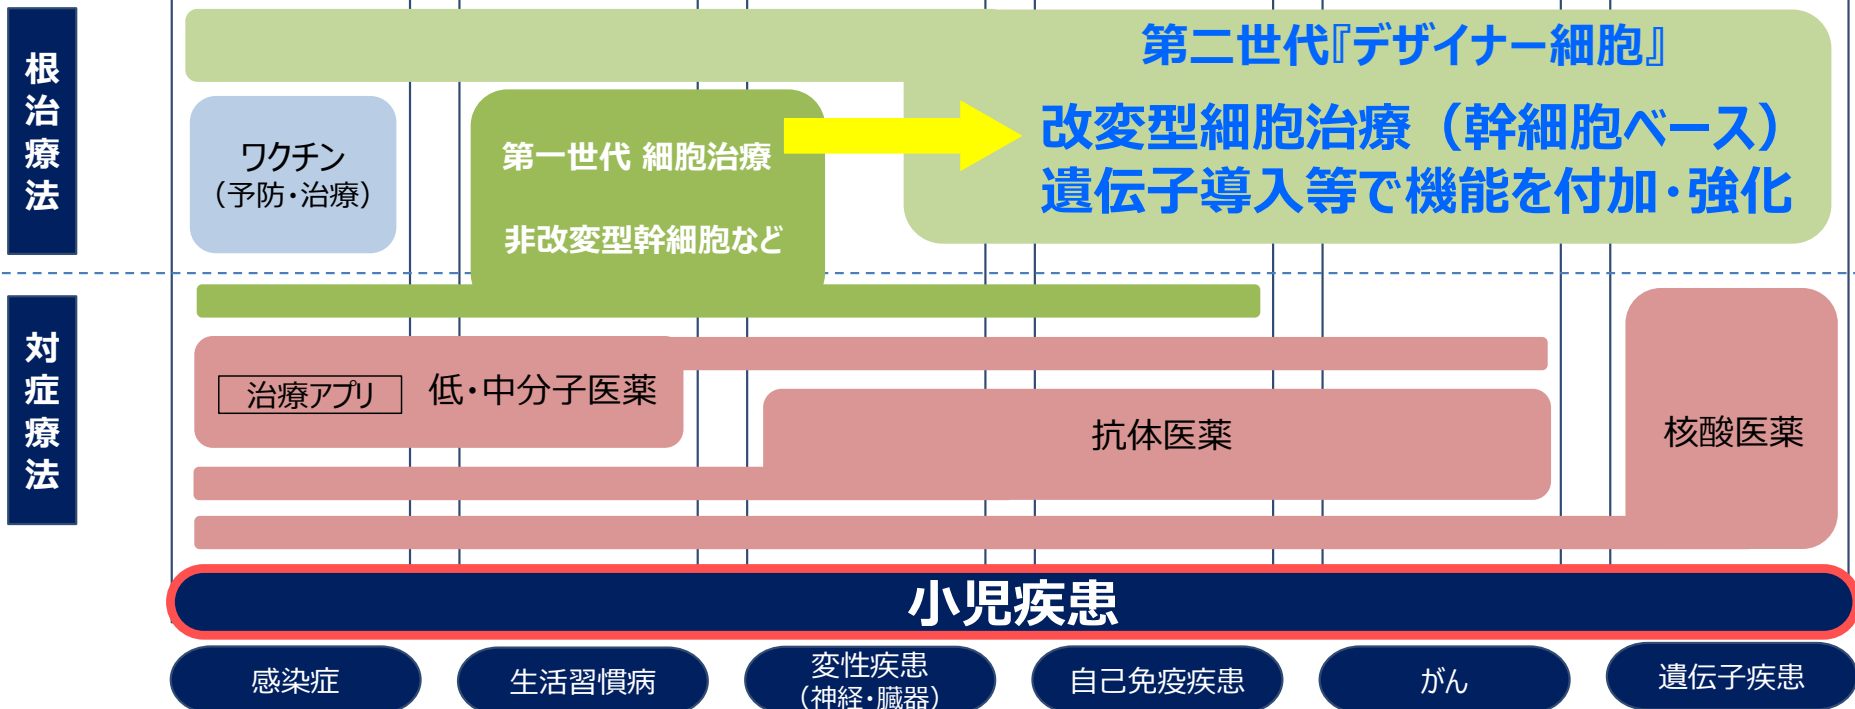 根治療法
第二世代『デザイナー細胞』
改変型細胞治療（幹細胞ベース）
遺伝子導入等で機能を付加・強化
ワクチン
（予防・治療）
第一世代 細胞治療
非改変型幹細胞など
対症療法
治療アプリ
低・中分子医薬
抗体医薬
核酸医薬
小児疾患
感染症
生活習慣病
変性疾患
（神経・臓器）
自己免疫疾患
がん
遺伝子疾患